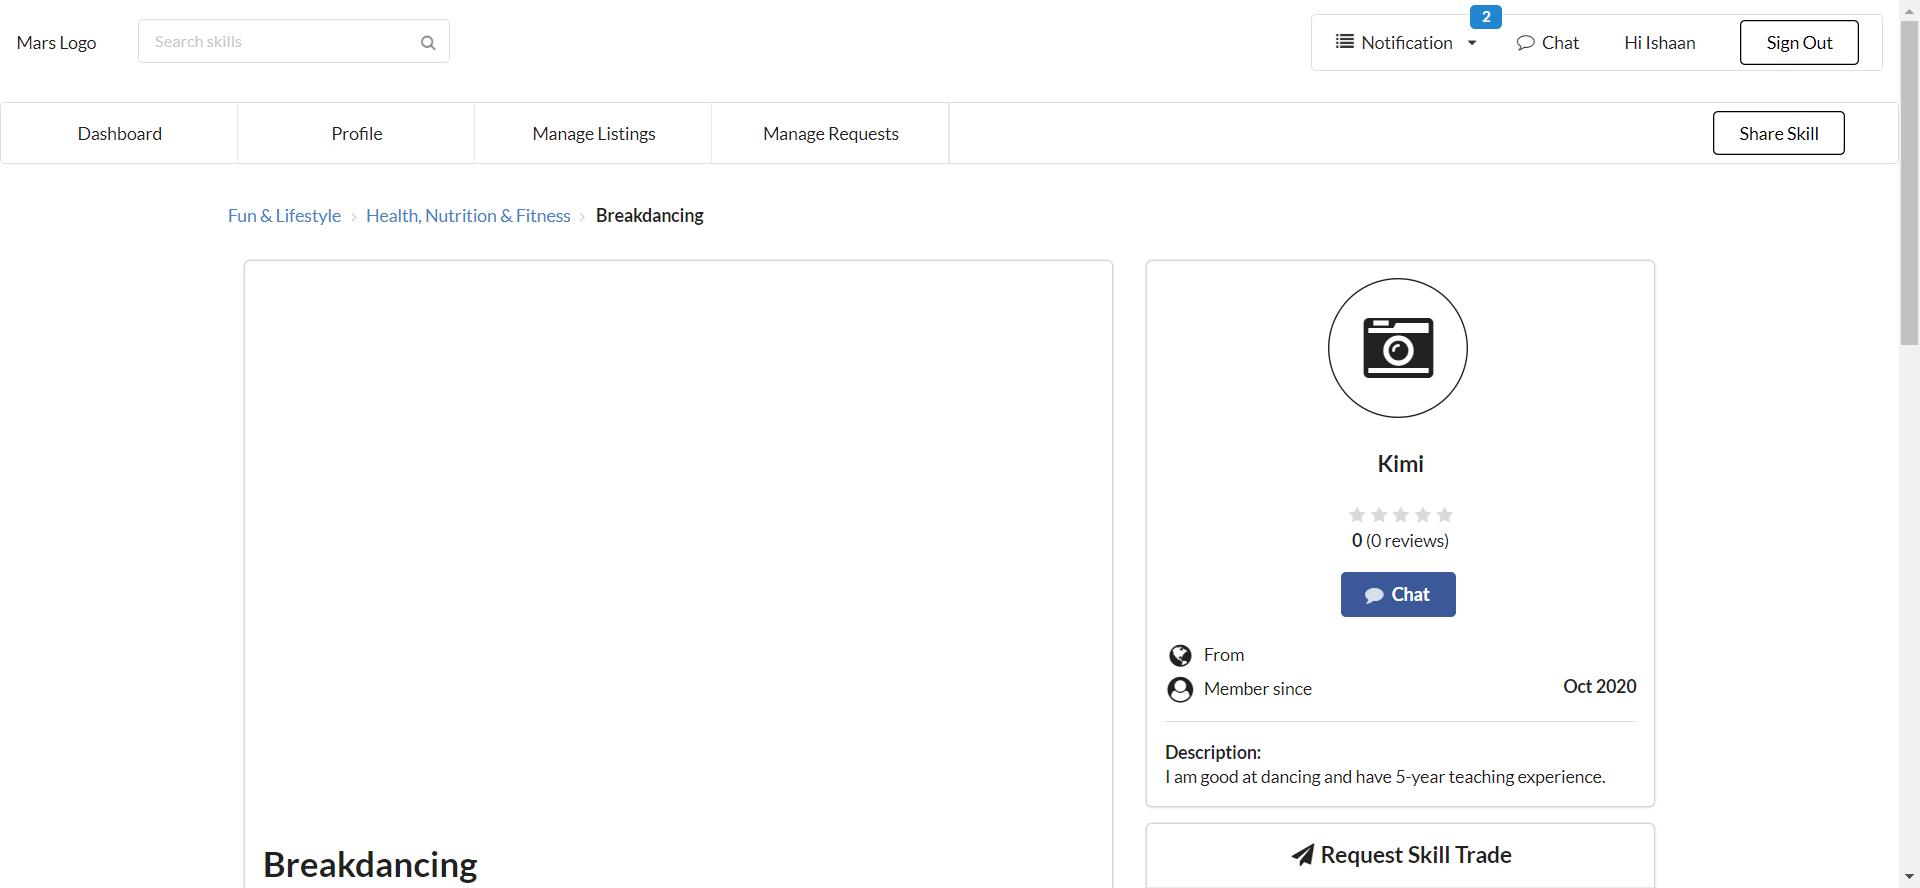 Mars Logo
Search skills
2
Notification
Chat
Hi Ishaan
Sign Out
Dashboard
Profile
Manage Listings
Manage Requests
Share Skill
Fun & Lifestyle
Health, Nutrition & Fitness
Breakdancing
Kimi
0 (0 reviews)
Chat
From
Member since
Oct 2020
Description:
I am good at dancing and have 5-year teaching experience.
Breakdancing
Request Skill Trade